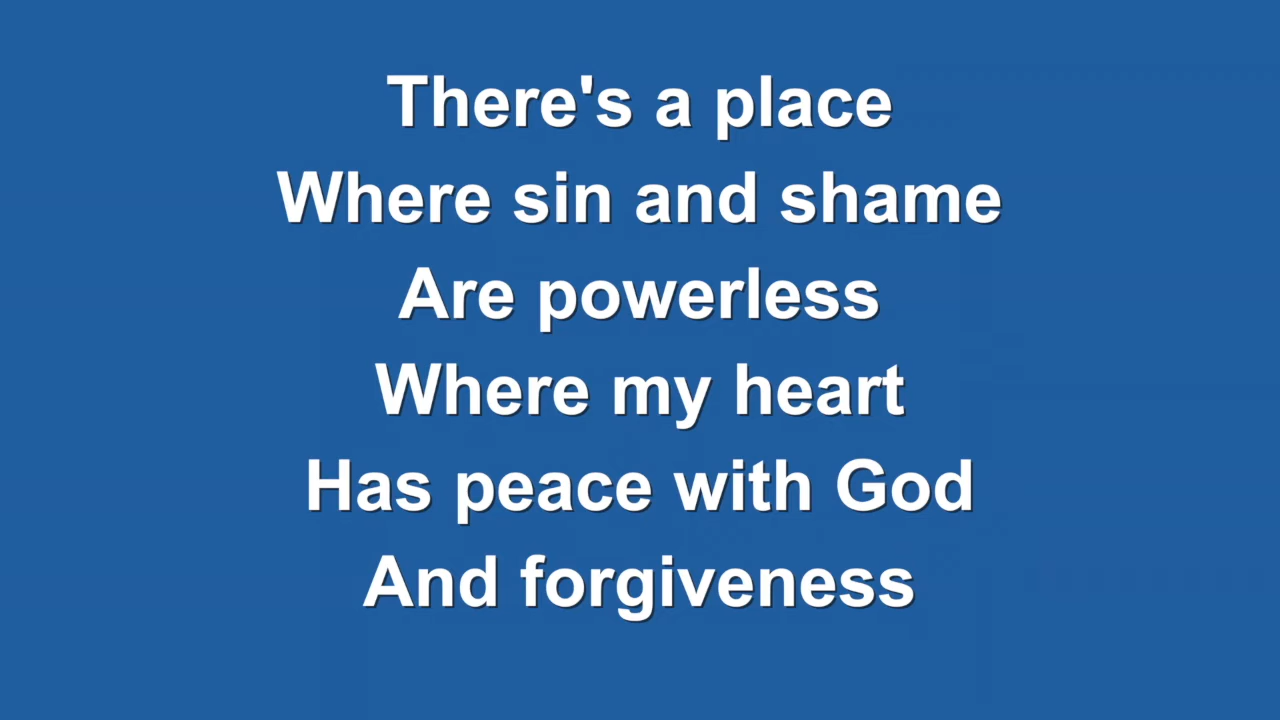 There's a place
Where sin and shame
Are powerless
Where my heart
Has peace with God
And forgiveness